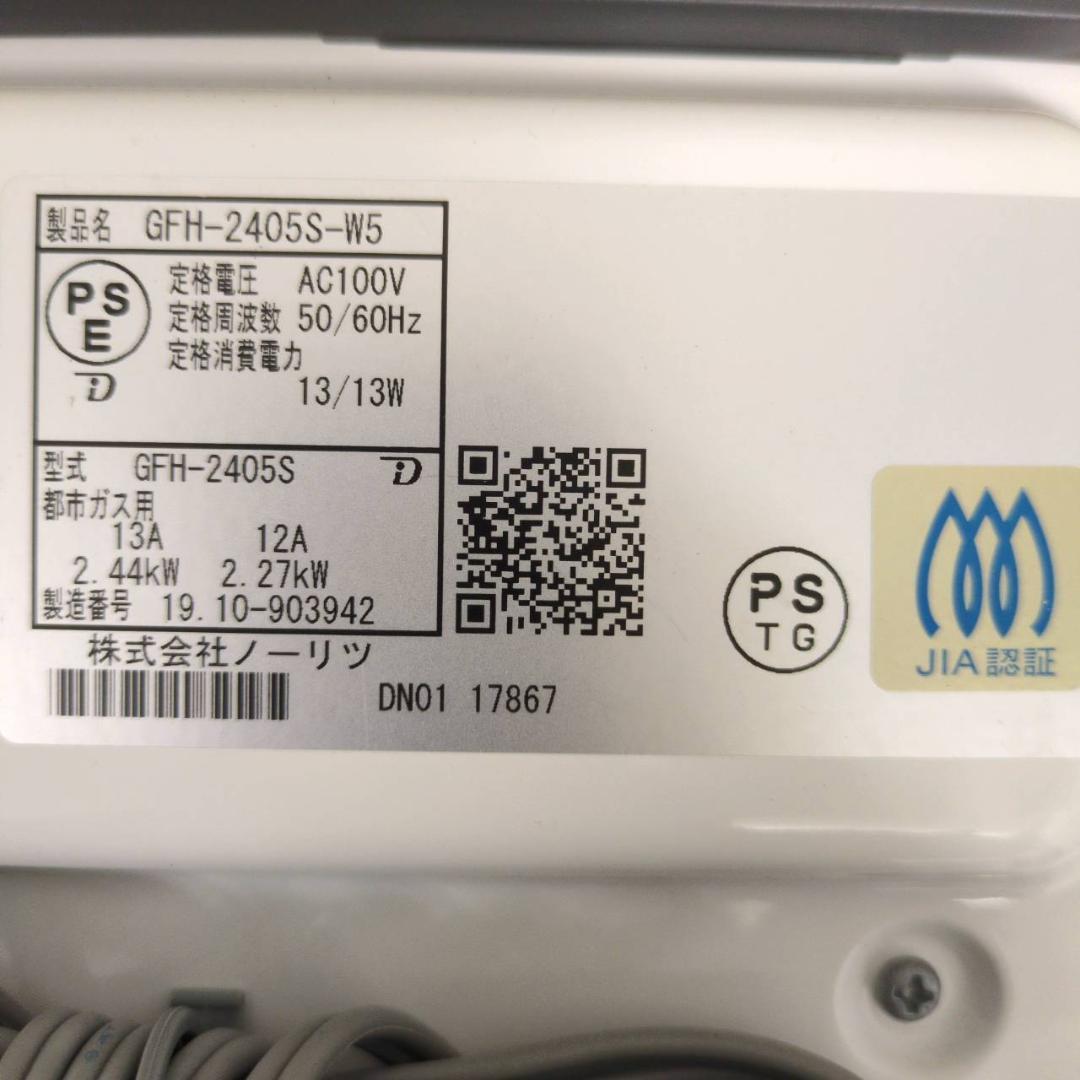 製品名 GFH-2405S-W5
PS
E
定格電圧 AC100V
定格周波数 50/60Hz
定格消費電力
13/13W
型式 GFH-2405S
都市ガス用
13A 12A
2.44kW 2.27kW
製造番号 19.10-903942
株式会社ノーリツ
DN01 17867
PS
TG
JIA認証